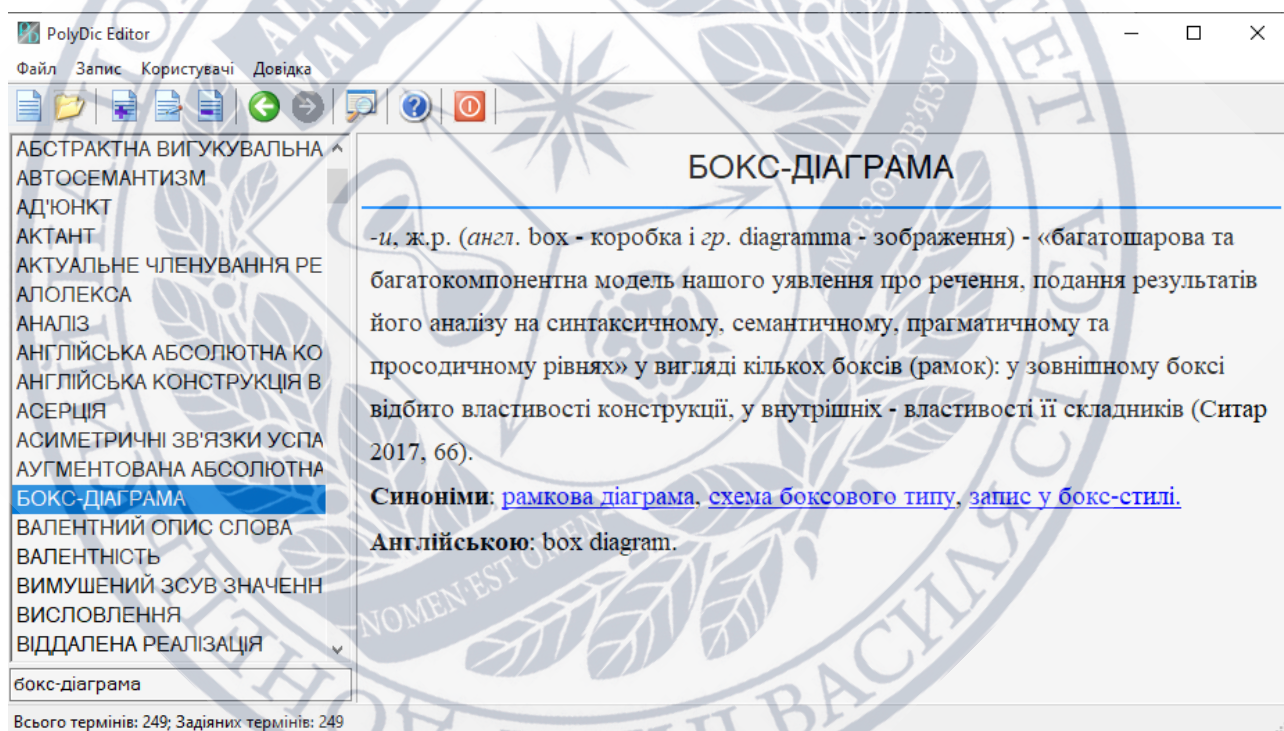 PolyDic Editor
Файл Запис Користувачі Довідка
АБСТРАКТНА ВИГУКУВАЛЬНА
АВТОСЕМАНТИЗМ
АД'ЮНКТ
АКТАНТ
АКТУАЛЬНЕ ЧЛЕНУВАННЯ РЕ
АЛОЛЕКСА
АНАЛІЗ
АНГЛІЙСЬКА АБСОЛЮТНА КО
АНГЛІЙСЬКА КОНСТРУКЦІЯ В
АСЕРЦІЯ
АСИМЕТРИЧНІ ЗВ'ЯЗКИ УСПА
АУГМЕНТОВАНА АБСОЛЮТНА
БОКС-ДІАГРАМА
ВАЛЕНТНИЙ ОПИС СЛОВА
ВАЛЕНТНІСТЬ
ВИМУШЕНИЙ ЗСУВ ЗНАЧЕНН
ВИСЛОВЛЕННЯ
ВІДДАЛЕНА РЕАЛІЗАЦІЯ
бокс-діаграма
Всього термінів: 249; Задіяних термінів: 249
БОКС-ДІАГРАМА
-и, ж.р. (англ. box - коробка і гр. diagramma - зображення) - «багатошарова та
багатокомпонентна модель нашого уявлення про речення, подання результатів
його аналізу на синтаксичному, семантичному, прагматичному та
просодичному рівнях» у вигляді кількох боксів (рамок): у зовнішному боксі
відбито властивості конструкції, у внутрішніх - властивості її складників (Ситар
2017, 66).
Синоніми: рамкова діаграма, схема боксового типу, запис у бокс-стилі.
Англійською: box diagram.
NOMEN EST OMEN